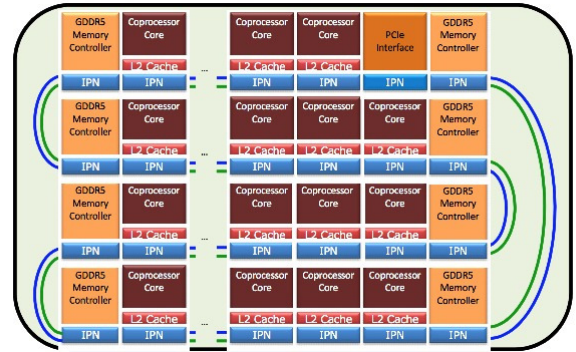 GDDR5 Memory Controller
Coprocessor Core
Coprocessor Core
Coprocessor Core
PCIe Interface
GDDR5 Memory Controller
L2 Cache ... L2 Cache L2 Cache
IPN IPN IPN IPN IPN IPN
GDDR5 Memory Controller
Coprocessor Core
Coprocessor Core
Coprocessor Core
Coprocessor Core
GDDR5 Memory Controller
L2 Cache ... L2 Cache L2 Cache L2 Cache
IPN IPN IPN IPN IPN IPN
GDDR5 Memory Controller
Coprocessor Core
Coprocessor Core
Coprocessor Core
Coprocessor Core
GDDR5 Memory Controller
L2 Cache ... L2 Cache L2 Cache L2 Cache
IPN IPN IPN IPN IPN IPN
GDDR5 Memory Controller
Coprocessor Core
Coprocessor Core
Coprocessor Core
Coprocessor Core
GDDR5 Memory Controller
L2 Cache ... L2 Cache L2 Cache L2 Cache
IPN IPN IPN IPN IPN IPN